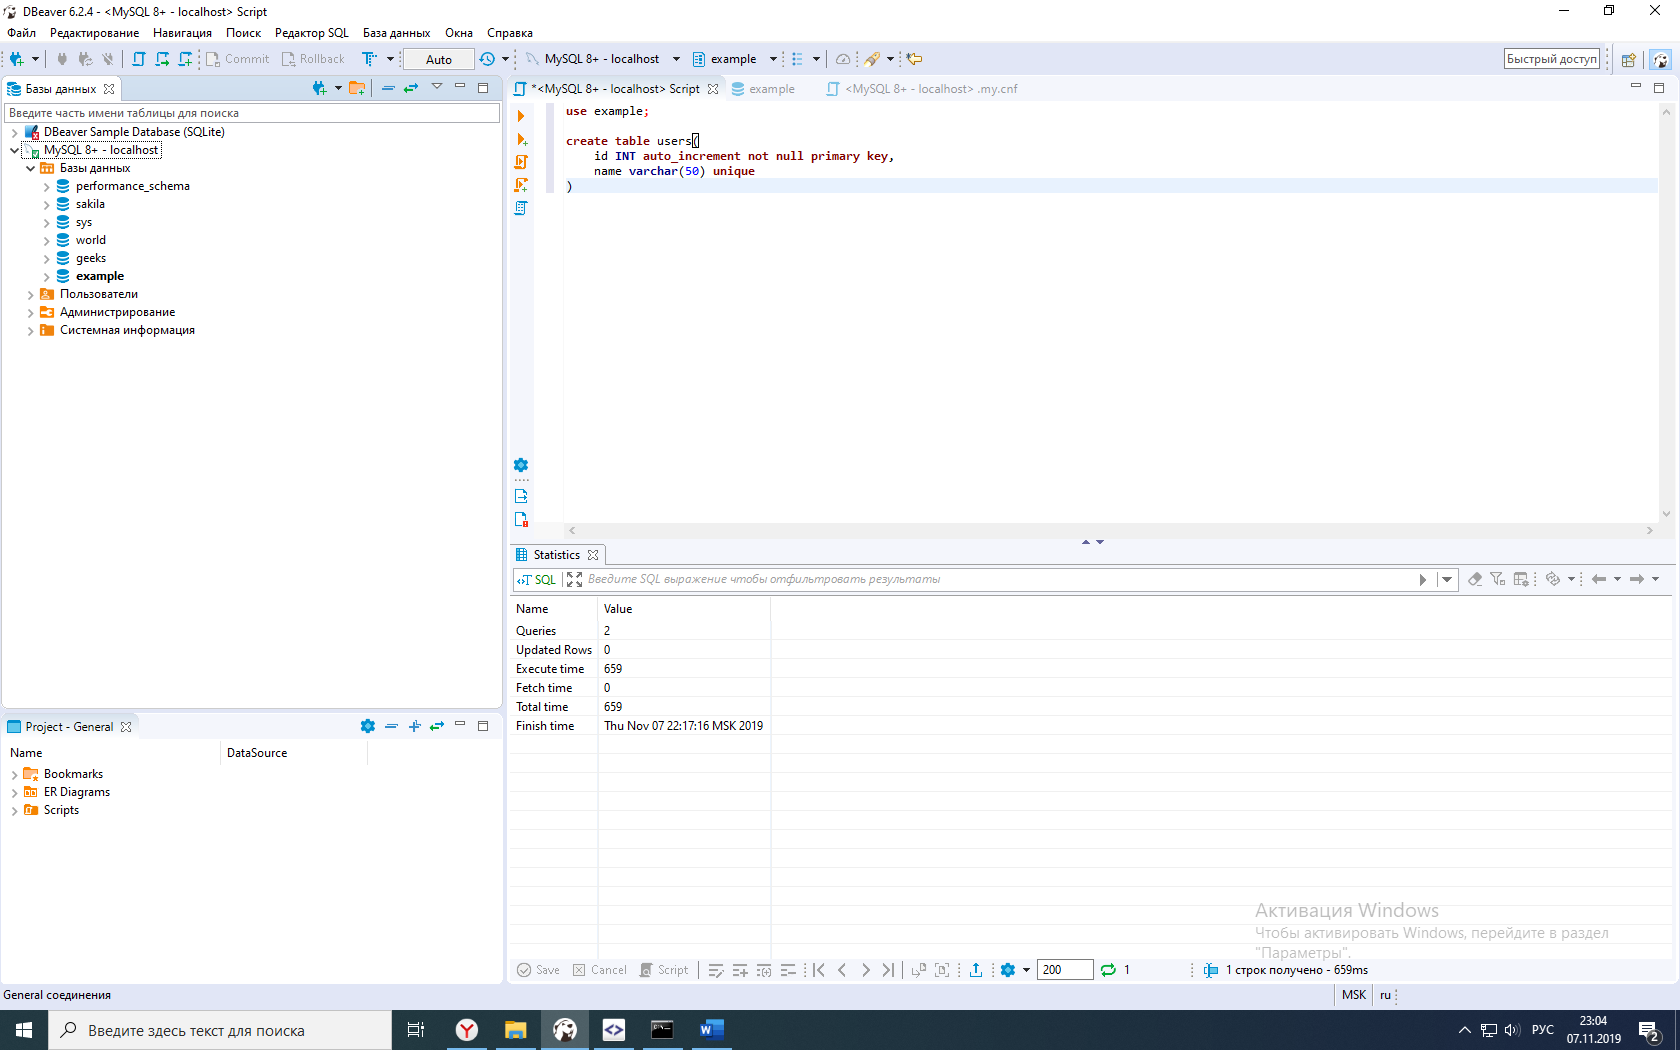 DBeaver 6.2.4 - <MySQL 8+ - localhost> Script
Файл Редактирование Навигация Поиск Редактор SQL База данных Окна Справка
Commit Rollback Auto MySQL 8+ - localhost example Быстрый доступ
Базы данных
Введите часть имени таблицы для поиска
DBeaver Sample Database (SQLite)
MySQL 8+ - localhost
Базы данных
performance_schema
sakila
sys
world
geeks
example
Пользователи
Администрирование
Системная информация
Project - General
Name DataSource
Bookmarks
ER Diagrams
Scripts
*<MySQL 8+ - localhost> Script example <MySQL 8+ - localhost> .my.cnf
use example;
create table users(
id INT auto_increment not null primary key,
name varchar(50) unique
)
Statistics
SQL Введите SQL выражение чтобы отфильтровать результаты
Name Value
Queries 2
Updated Rows 0
Execute time 659
Fetch time 0
Total time 659
Finish time Thu Nov 07 22:17:16 MSK 2019
Активация Windows
Чтобы активировать Windows, перейдите в раздел
"Параметры".
Save Cancel Script 200 1 1 строк получено - 659ms
General соединения MSK ru
Введите здесь текст для поиска
РУС 23:04
07.11.2019
2